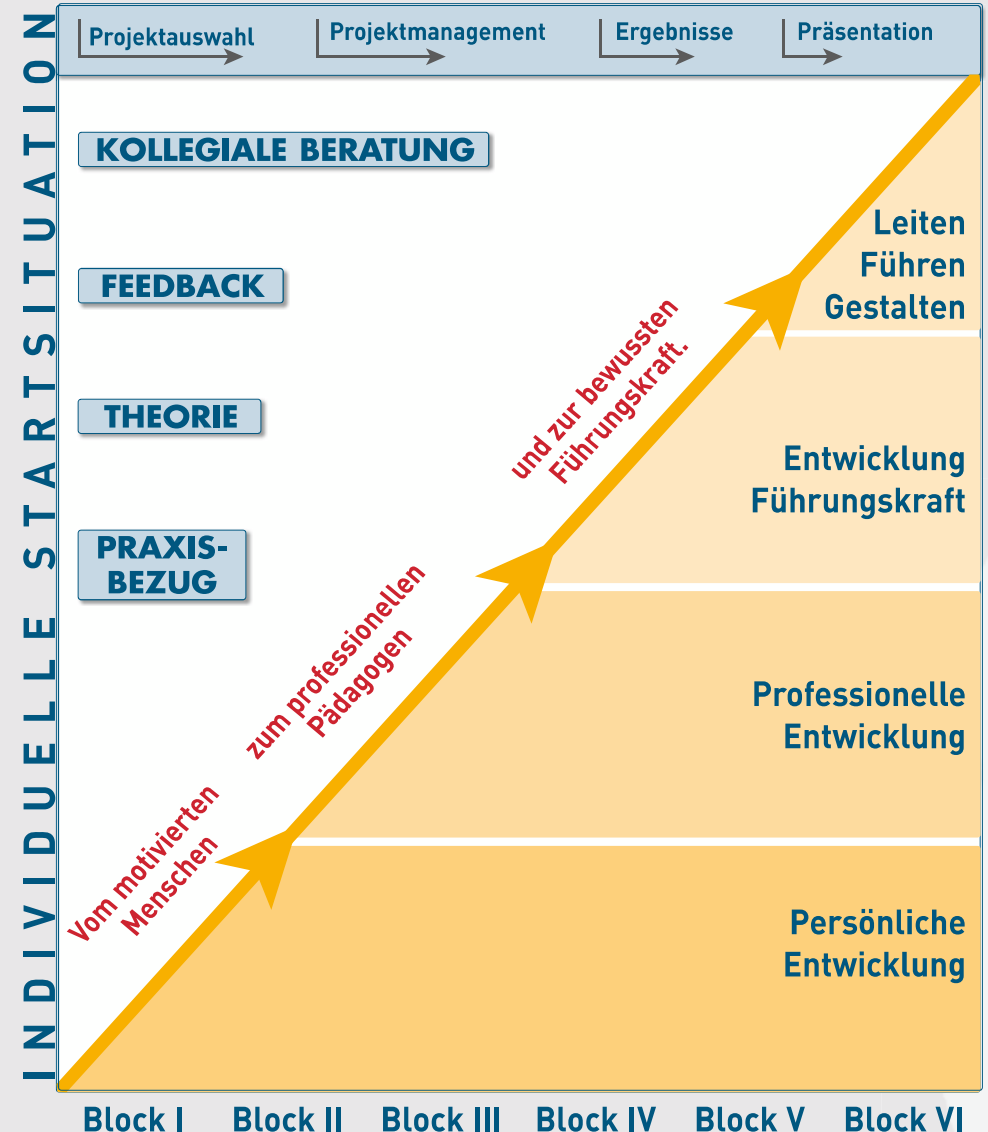 INDIVIDUELLE STARTSITUATION
Projektauswahl
Projektmanagement
Ergebnisse
Präsentation
KOLLEGIALE BERATUNG
FEEDBACK
THEORIE
PRAXIS-
BEZUG
Vom motivierten
Menschen
zum professionellen
Pädagogen
und zur bewussten
Führungskraft.
Leiten
Führen
Gestalten
Entwicklung
Führungskraft
Professionelle
Entwicklung
Persönliche
Entwicklung
Block I
Block II
Block III
Block IV
Block V
Block VI